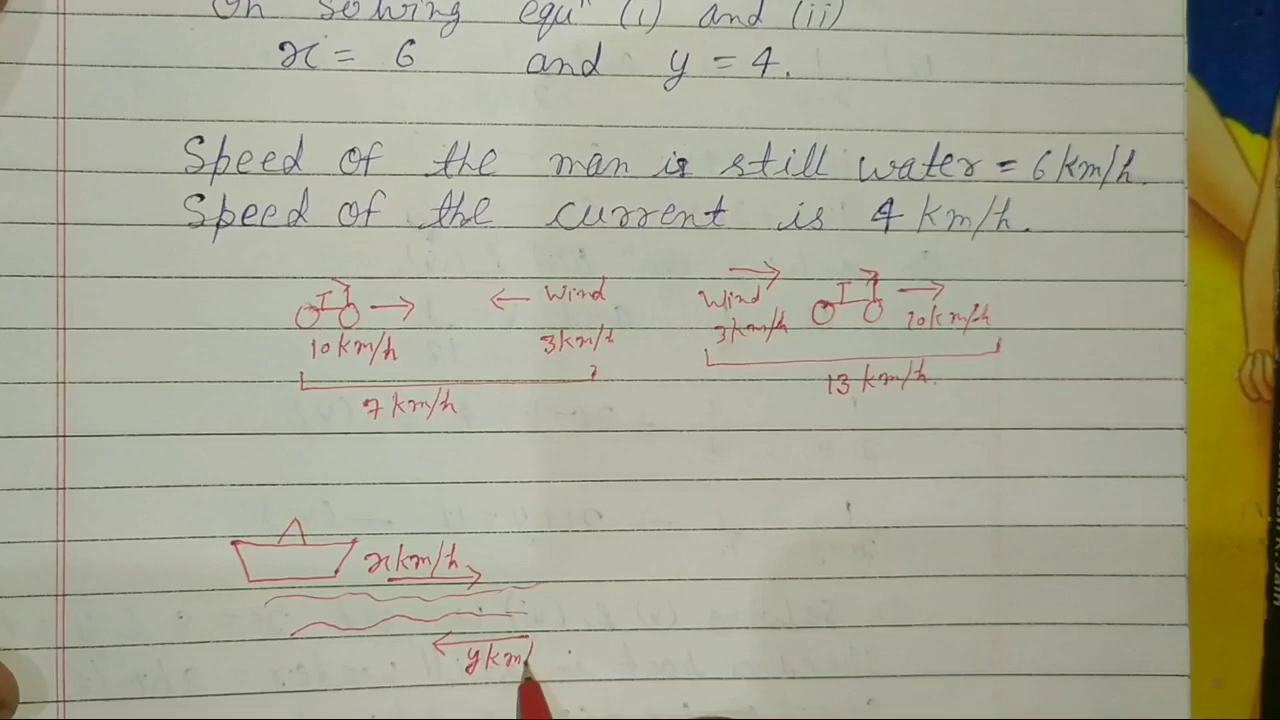 On solving equⁿ (i) and (ii)
x = 6 and y = 4.
Speed of the man is still water = 6 km/h.
Speed of the current is 4 km/h.
← Wind
Wind
10 km/h
3 km/h
3 km/h
10 km/h
7 km/h
13 km/h.
x km/h
y km/